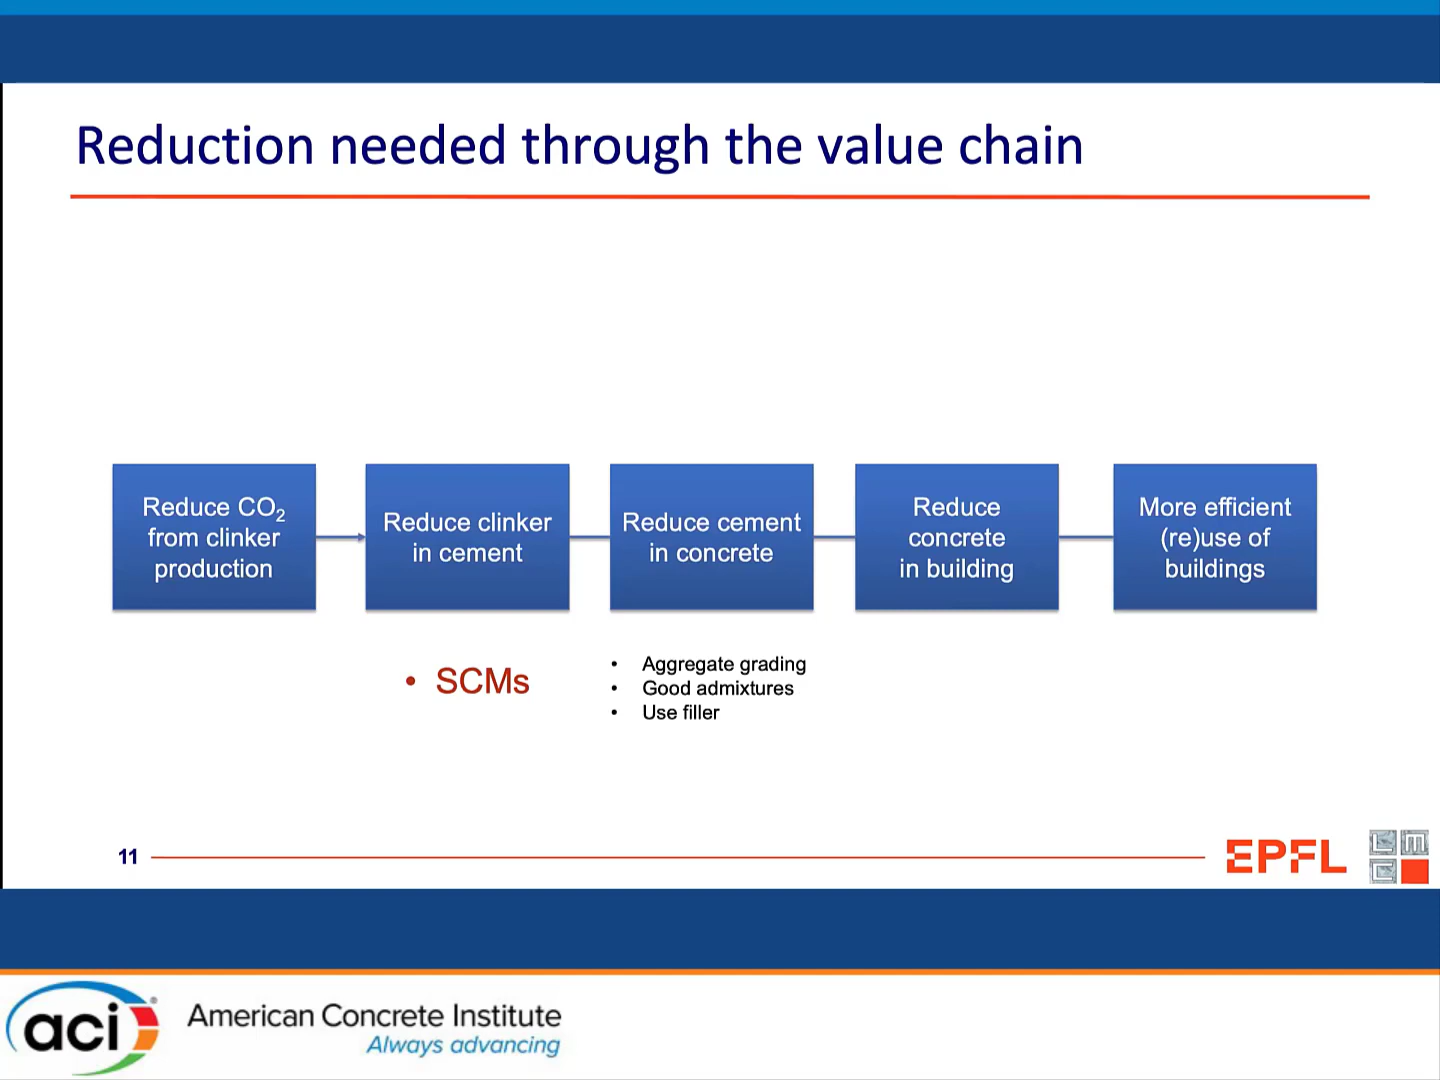 Reduction needed through the value chain
Reduce CO₂
from clinker
production
Reduce clinker
in cement
Reduce cement
in concrete
Reduce
concrete
in building
More efficient
(re)use of
buildings
• SCMs
• Aggregate grading
• Good admixtures
• Use filler
11
EPFL
L M
C
aci®
American Concrete Institute
Always advancing